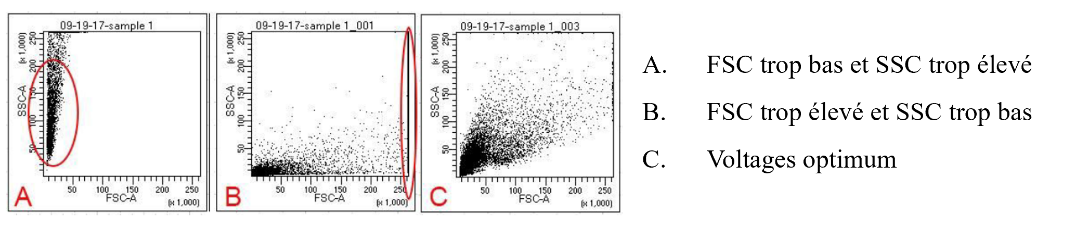 09-19-17-sample 1
(x 1,000)
SSC-A
50 100 150 200 250
50 100 150 200 250
FSC-A
(x 1,000)
A
09-19-17-sample 1_001
(x 1,000)
SSC-A
50 100 150 200 250
50 100 150 200 250
FSC-A
(x 1,000)
B
09-19-17-sample 1_003
(x 1,000)
SSC-A
50 100 150 200 250
50 100 150 200 250
FSC-A
(x 1,000)
C
A. FSC trop bas et SSC trop élevé
B. FSC trop élevé et SSC trop bas
C. Voltages optimum